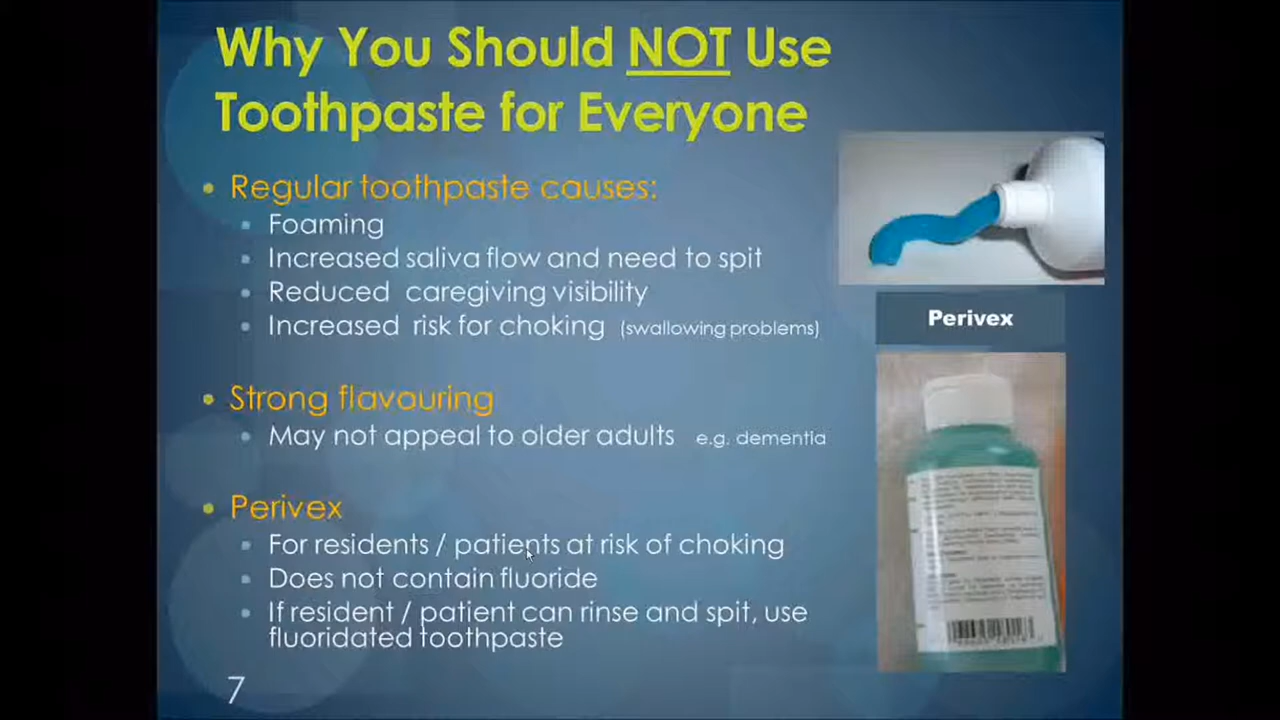 Why You Should NOT Use
Toothpaste for Everyone
• Regular toothpaste causes:
• Foaming
• Increased saliva flow and need to spit
• Reduced caregiving visibility
• Increased risk for choking (swallowing problems)
Perivex
• Strong flavouring
• May not appeal to older adults e.g. dementia
• Perivex
• For residents / patients at risk of choking
• Does not contain fluoride
• If resident / patient can rinse and spit, use
fluoridated toothpaste
7